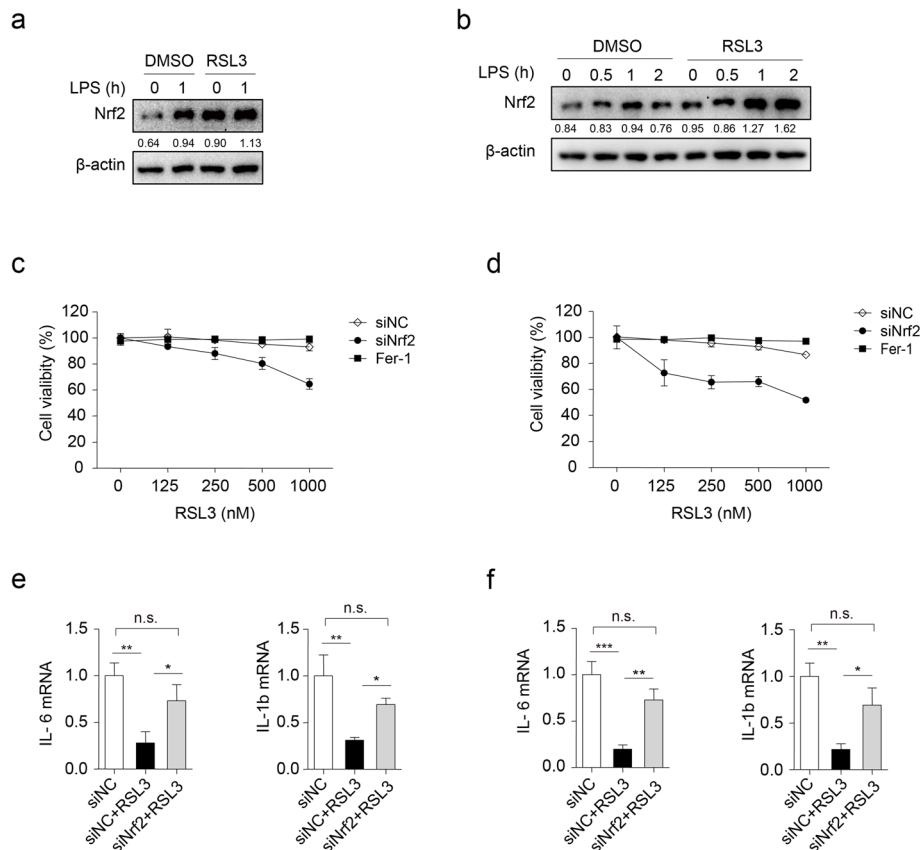 a
DMSO RSL3
LPS (h) 0 1 0 1
Nrf2
0.64 0.94 0.90 1.13
β-actin
b
DMSO RSL3
LPS (h) 0 0.5 1 2 0 0.5 1 2
Nrf2
0.84 0.83 0.94 0.76 0.95 0.86 1.27 1.62
β-actin
c
Cell vialibity (%)
120
100
80
60
40
20
0
0 125 250 500 1000
RSL3 (nM)
siNC
siNrf2
Fer-1
d
Cell viality (%)
120
100
80
60
40
20
0
0 125 250 500 1000
RSL3 (nM)
siNC
siNrf2
Fer-1
e
IL- 6 mRNA
1.5
1.0
0.5
0.0
n.s.
**
*
siNC
siNC+RSL3
siNrf2+RSL3
IL-1b mRNA
1.5
1.0
0.5
0.0
n.s.
**
*
siNC
siNC+RSL3
siNrf2+RSL3
f
IL- 6 mRNA
1.5
1.0
0.5
0.0
n.s.
***
**
siNC
siNC+RSL3
siNrf2+RSL3
IL-1b mRNA
1.5
1.0
0.5
0.0
n.s.
**
*
siNC
siNC+RSL3
siNrf2+RSL3